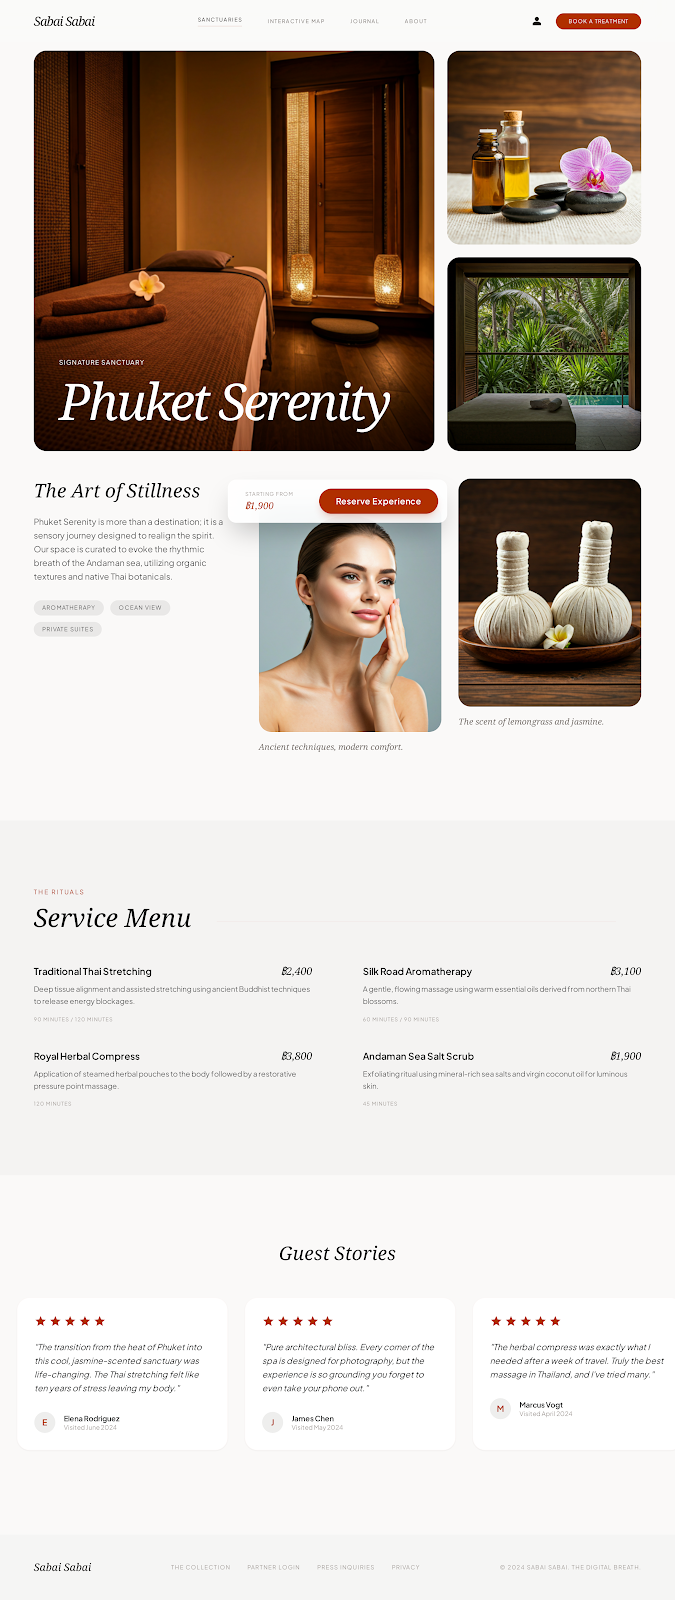 Sabai Sabai
SANCTUARIES
INTERACTIVE MAP
JOURNAL
ABOUT
BOOK A TREATMENT
SIGNATURE SANCTUARY
Phuket Serenity
The Art of Stillness
Phuket Serenity is more than a destination; it is a
sensory journey designed to realign the spirit.
Our space is curated to evoke the rhythmic
breath of the Andaman sea, utilizing organic
textures and native Thai botanicals.
AROMATHERAPY
OCEAN VIEW
PRIVATE SUITES
STARTING FROM
฿1,900
Reserve Experience
Ancient techniques, modern comfort.
The scent of lemongrass and jasmine.
THE RITUALS
Service Menu
Traditional Thai Stretching
฿2,400
Deep tissue alignment and assisted stretching using ancient Buddhist techniques
to release energy blockages.
90 MINUTES / 120 MINUTES
Silk Road Aromatherapy
฿3,100
A gentle, flowing massage using warm essential oils derived from northern Thai
blossoms.
60 MINUTES / 90 MINUTES
Royal Herbal Compress
฿3,800
Application of steamed herbal pouches to the body followed by a restorative
pressure point massage.
120 MINUTES
Andaman Sea Salt Scrub
฿1,900
Exfoliating ritual using mineral-rich sea salts and virgin coconut oil for luminous
skin.
45 MINUTES
Guest Stories
"The transition from the heat of Phuket into
this cool, jasmine-scented sanctuary was
life-changing. The Thai stretching felt like
ten years of stress leaving my body."
E
Elena Rodriguez
Visited June 2024
"Pure architectural bliss. Every corner of the
spa is designed for photography, but the
experience is so grounding you forget to
even take your phone out."
J
James Chen
Visited May 2024
"The herbal compress was exactly what I
needed after a week of travel. Truly the best
massage in Thailand, and I've tried many."
M
Marcus Vogt
Visited April 2024
Sabai Sabai
THE COLLECTION
PARTNER LOGIN
PRESS INQUIRIES
PRIVACY
© 2024 SABAI SABAI. THE DIGITAL BREATH.